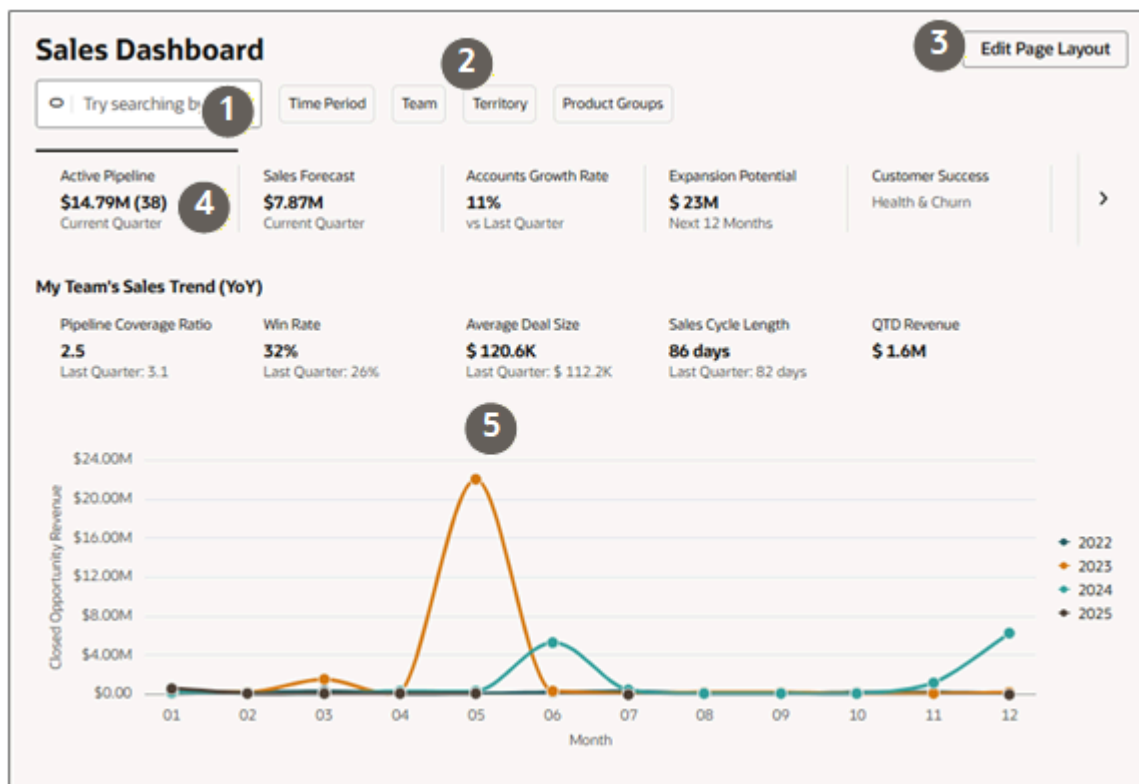 Sales Dashboard
3
Edit Page Layout
2
Try searching by
1
Time Period
Team
Territory
Product Groups
Active Pipeline
$14.79M (38)
Current Quarter
4
Sales Forecast
$7.87M
Current Quarter
Accounts Growth Rate
11%
vs Last Quarter
Expansion Potential
$ 23M
Next 12 Months
Customer Success
Health & Churn
My Team's Sales Trend (YoY)
Pipeline Coverage Ratio
2.5
Last Quarter: 3.1
Win Rate
32%
Last Quarter: 26%
Average Deal Size
$ 120.6K
Last Quarter: $ 112.2K
Sales Cycle Length
86 days
Last Quarter: 82 days
QTD Revenue
$ 1.6M
5
Closed Opportunity Revenue
$24.00M
$20.00M
$16.00M
$12.00M
$8.00M
$4.00M
$0.00
01 02 03 04 05 06 07 08 09 10 11 12
Month
2022
2023
2024
2025